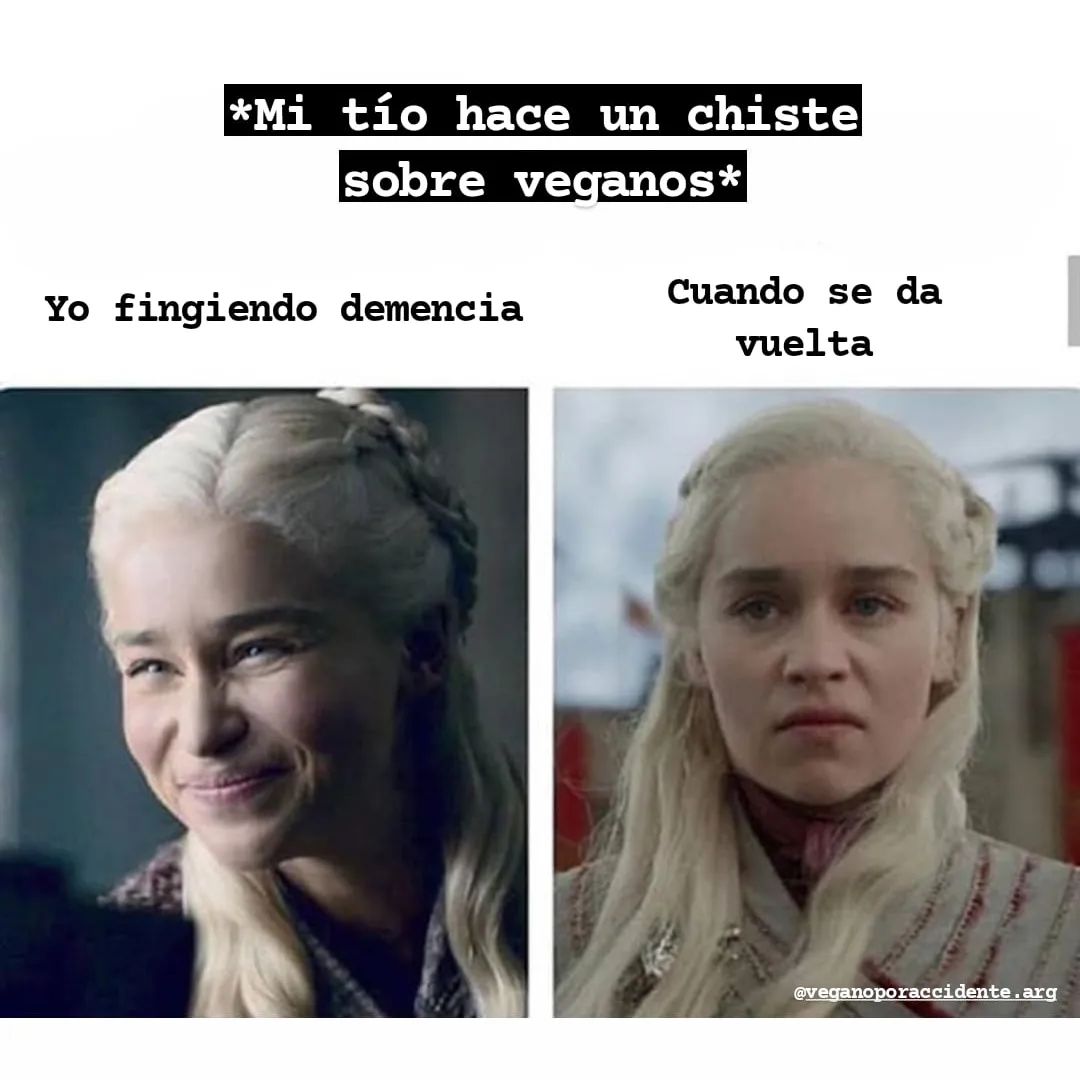 *Mi tío hace un chiste
sobre veganos*
Yo fingiendo demencia
Cuando se da
vuelta
@veganoporaccidente.arg